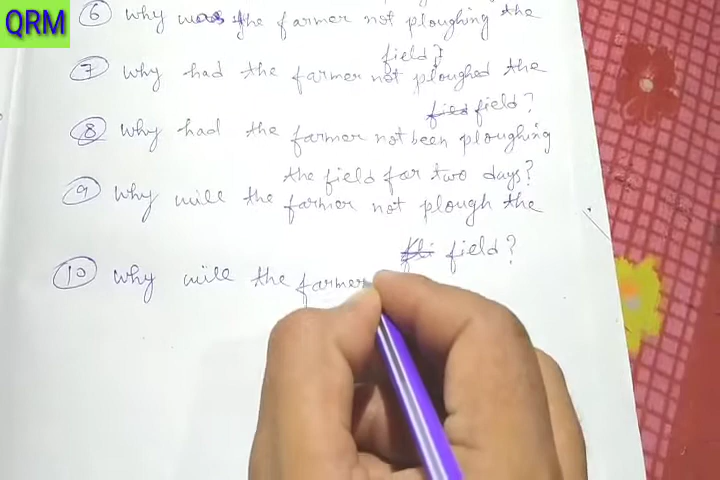 QRM
6 Why was the farmer not ploughing the
field?
7 Why had the farmer not ploughed the
field?
8 Why had the farmer not been ploughing
the field for two days?
9 Why will the farmer not plough the
field?
10 Why will the farmer